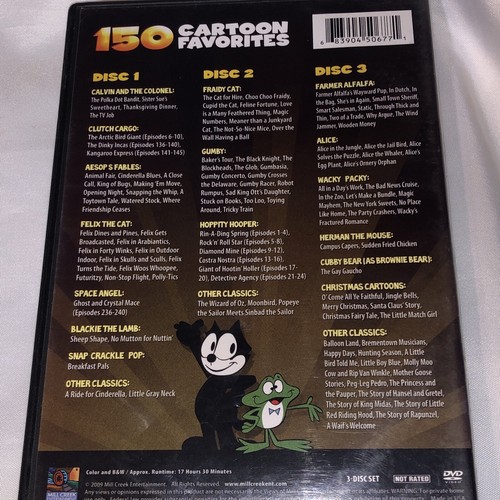 150 CARTOON
FAVORITES
6 83904 50677 1
DISC 1
CALVIN AND THE COLONEL:
The Polka Dot Bandit, Sister Sue's
Sweetheart, Thanksgiving Dinner,
The TV Job
CLUTCH CARGO:
The Arctic Bird Giant (Episodes 6-10),
The Dinky Incas (Episodes 136-140),
Kangaroo Express (Episodes 141-145)
AESOP'S FABLES:
Animal Fair, Cinderella Blues, A Close
Call, King of Bugs, Making 'Em Move,
Opening Night, Snapping the Whip, A
Toytown Tale, Watered Stock, Where
Friendship Ceases
FELIX THE CAT:
Felix Dines and Pines, Felix Gets
Broadcasted, Felix in Arabiantics,
Felix in Forty Winks, Felix in Outdoor
Indoor, Felix in Skulls and Sculls, Felix
Turns the Tide, Felix Woos Whoopee,
Futuritzy, Non-Stop Flight, Polly-Tics
SPACE ANGEL:
Ghost and Crystal Mace
(Episodes 236-240)
BLACKIE THE LAMB:
Sheep Shape, No Mutton for Nuttin'
SNAP CRACKLE POP:
Breakfast Pals
OTHER CLASSICS:
A Ride for Cinderella, Little Gray Neck
DISC 2
FRAIDY CAT:
The Cat for Hire, Choo Choo Fraidy,
Cupid the Cat, Feline Fortune, Love
is a Many Feathered Thing, Magic
Numbers, Meaner than a Junkyard
Cat, The Not-So-Nice Mice, Over the
Wall Having a Ball
GUMBY:
Baker's Tour, The Black Knight, The
Blockheads, The Glob, Gumbasia,
Gumby Concerto, Gumby Crosses
the Delaware, Gumby Racer, Robot
Rumpus, Sad King Ott's Daughter,
Stuck on Books, Too Loo, Toying
Around, Tricky Train
HOPPITY HOOPER:
Rin-A-Ding Spring (Episodes 1-4),
Rock 'n' Roll Star (Episodes 5-8),
Diamond Mine (Episodes 9-12),
Costra Nostra (Episodes 13-16),
Giant of Hootin' Holler (Episodes 17-
20), Detective Agency (Episodes 21-24)
OTHER CLASSICS:
The Wizard of Oz, Moonbird, Popeye
the Sailor Meets Sinbad the Sailor
DISC 3
FARMER ALFALFA:
Farmer Alfalfa's Wayward Pup, In Dutch, In
the Bag, She's in Again, Small Town Sheriff,
Smart Salesman, Static, Through Thick and
Thin, Two of a Trade, Why Argue, The Wind
Jammer, Wooden Money
ALICE:
Alice in the Jungle, Alice the Jail Bird, Alice
Solves the Puzzle, Alice the Whaler, Alice's
Egg Plant, Alice's Ornery Orphan
WACKY PACKY:
All in a Day's Work, The Bad News Cruise,
In the Zoo, Let's Make a Bundle, Magic
Mayhem, The New York Sweets, No Place
Like Home, The Party Crashers, Wacky's
Fractured Romance
HERMAN THE MOUSE:
Campus Capers, Sudden Fried Chicken
CUBBY BEAR (AS BROWNIE BEAR):
The Gay Gaucho
CHRISTMAS CARTOONS:
O' Come All Ye Faithful, Jingle Bells,
Merry Christmas, Santa Claus' Story,
Christmas Fairy Tale, The Little Match Girl
OTHER CLASSICS:
Balloon Land, Brementown Musicians,
Happy Days, Hunting Season, A Little
Bird Told Me, Little Boy Blue, Molly Moo
Cow and Rip Van Winkle, Mother Goose
Stories, Peg-Leg Pedro, The Princess and
the Pauper, The Story of Hansel and Gretel,
The Story of King Midas, The Story of Little
Red Riding Hood, The Story of Rapunzel,
A Waif's Welcome
Color and B&W / Approx. Runtime: 17 Hours 30 Minutes
3-DISC SET
NOT RATED
DVD
MILL CREEK
© 2009 Mill Creek Entertainment. All Rights Reserved. www.millcreekent.com
Any views or opinions expressed in this product are not necessarily the views of Mill Creek